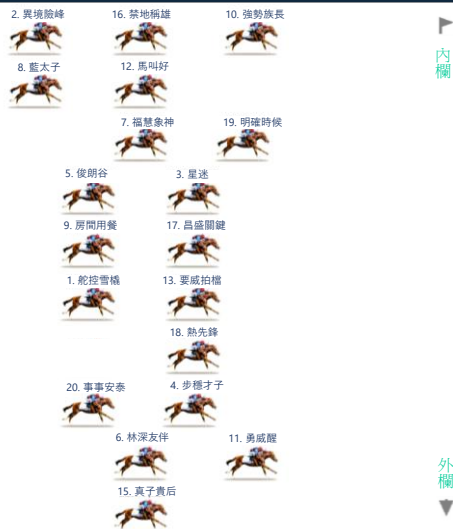 2. 異境險峰 16. 禁地稱雄 10. 強勢族長
8. 藍太子 12. 馬叫好
內欄
7. 福慧象神 19. 明確時候
5. 俊朗谷 3. 星迷
9. 房間用餐 17. 昌盛關鍵
1. 舵控雪橇 13. 要威拍檔
18. 熱先鋒
20. 事事安泰 4. 步穩才子
6. 林深友伴 11. 勇威醒
外欄
15. 真子貴后